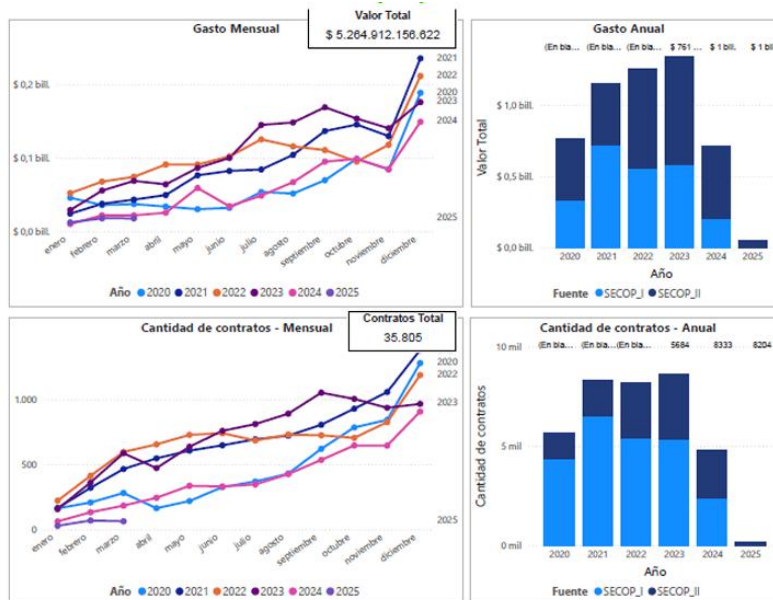 Gasto Mensual
Valor Total
$ 5.264.912.156.622
$ 0,2 bill.
$ 0,1 bill.
$ 0,0 bill.
2021
2022
2020
2023
2024
2025
enero
febrero
marzo
abril
mayo
junio
julio
agosto
septiembre
octubre
noviembre
diciembre
Año 2020 2021 2022 2023 2024 2025
Gasto Anual
(En bla... (En bla... (En bla... $ 761 ... $ 1 bill. $ 1 bill.
Valor Total
$ 1,0 bill.
$ 0,5 bill.
$ 0,0 bill.
2020 2021 2022 2023 2024 2025
Año
Fuente SECOP_I SECOP_II
Cantidad de contratos - Mensual
Contratos Total
35.805
1.000
500
0
2020
2022
2023
2025
enero
febrero
marzo
abril
mayo
junio
julio
agosto
septiembre
octubre
noviembre
diciembre
Año 2020 2021 2022 2023 2024 2025
Cantidad de contratos - Anual
(En bla... (En bla... (En bla... 5684 8333 8204
Cantidad de contratos
10 mil
5 mil
0 mil
2020 2021 2022 2023 2024 2025
Año
Fuente SECOP_I SECOP_II